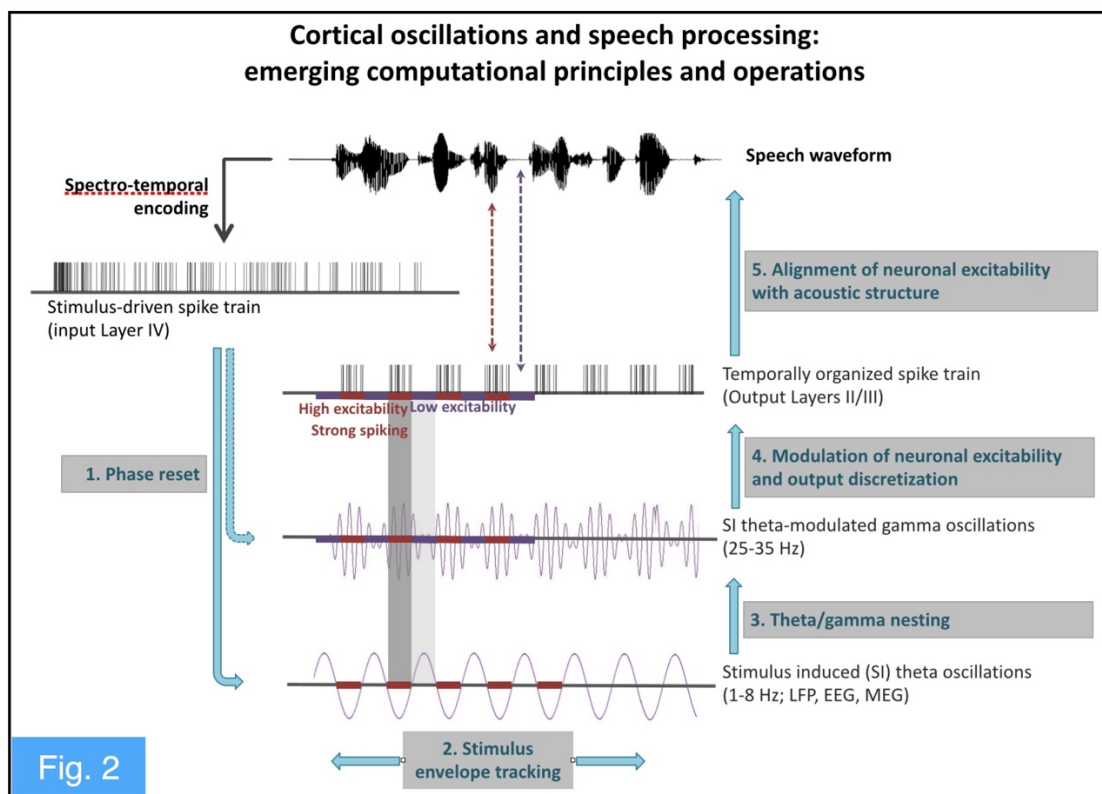 Cortical oscillations and speech processing:
emerging computational principles and operations
Speech waveform
Spectro-temporal
encoding
Stimulus-driven spike train
(input Layer IV)
5. Alignment of neuronal excitability
with acoustic structure
Temporally organized spike train
(Output Layers II/III)
High excitability
Strong spiking
Low excitability
1. Phase reset
4. Modulation of neuronal excitability
and output discretization
SI theta-modulated gamma oscillations
(25-35 Hz)
3. Theta/gamma nesting
Stimulus induced (SI) theta oscillations
(1-8 Hz; LFP, EEG, MEG)
2. Stimulus
envelope tracking
Fig. 2